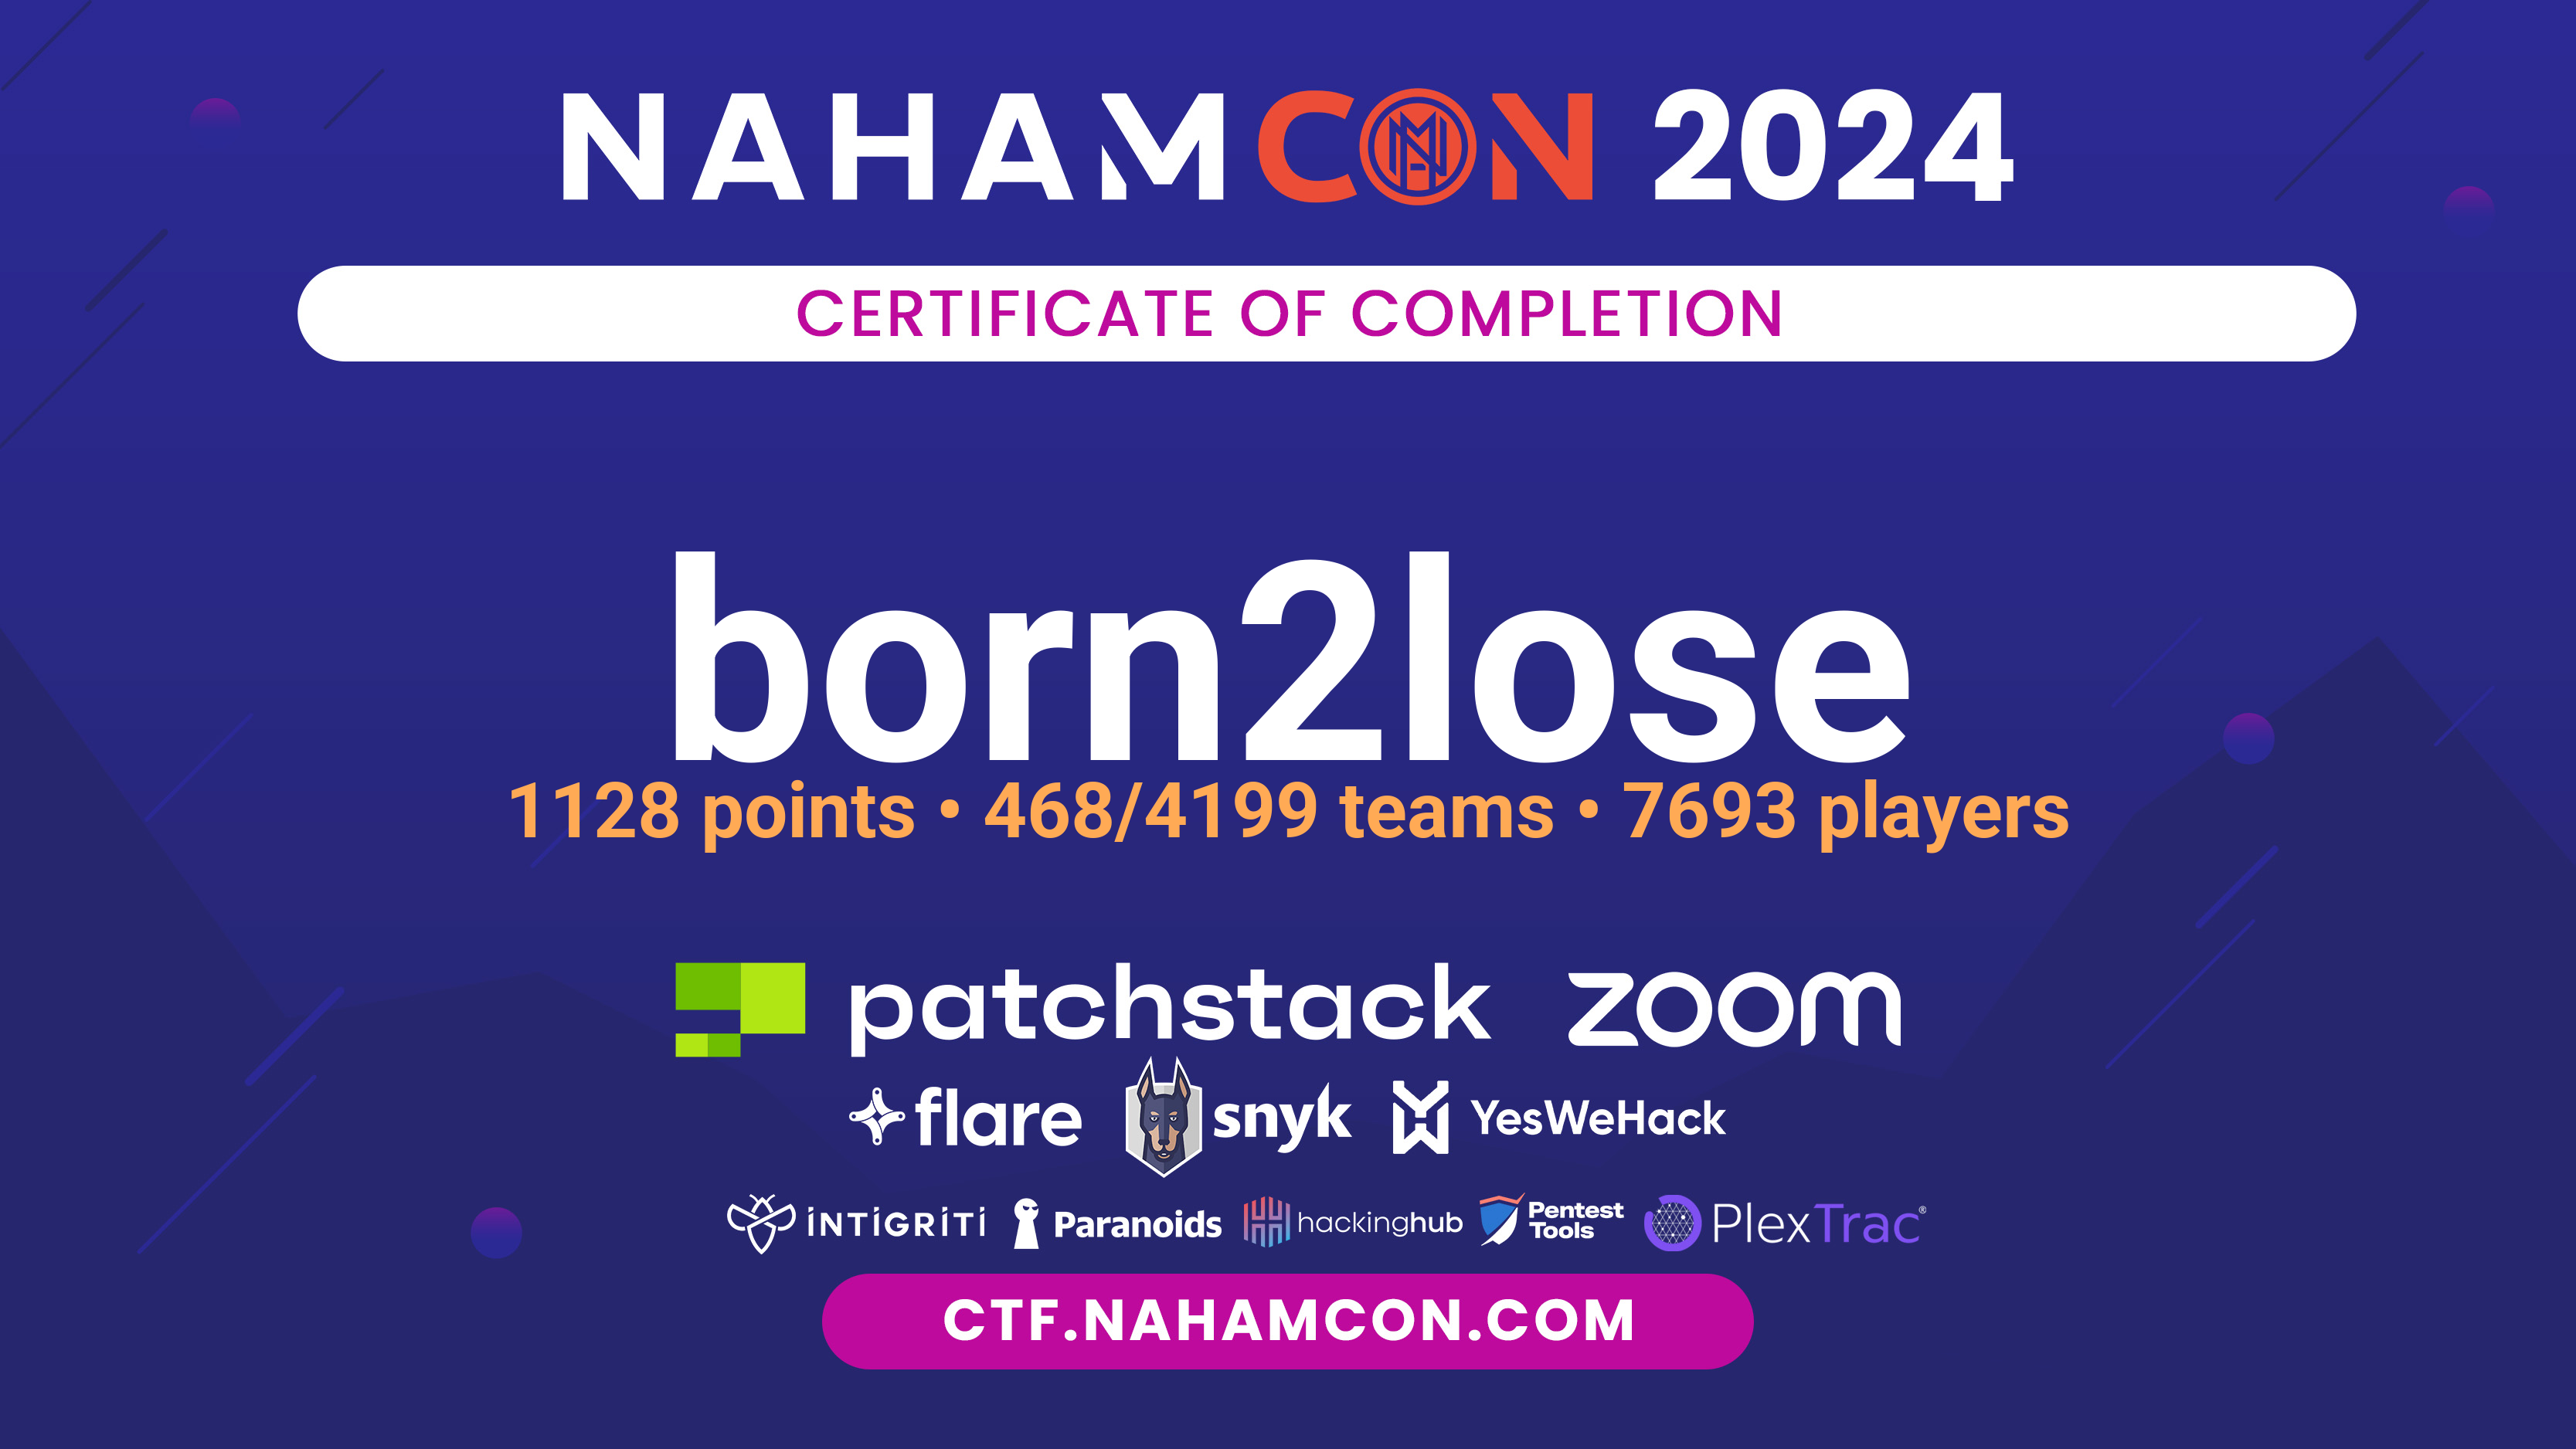 NAHAMCON 2024
CERTIFICATE OF COMPLETION
born2lose
1128 points • 468/4199 teams • 7693 players
patchstack zoom
flare snyk YesWeHack
INTIGRITI Paranoids hackinghub Pentest Tools PlexTrac®
CTF.NAHAMCON.COM